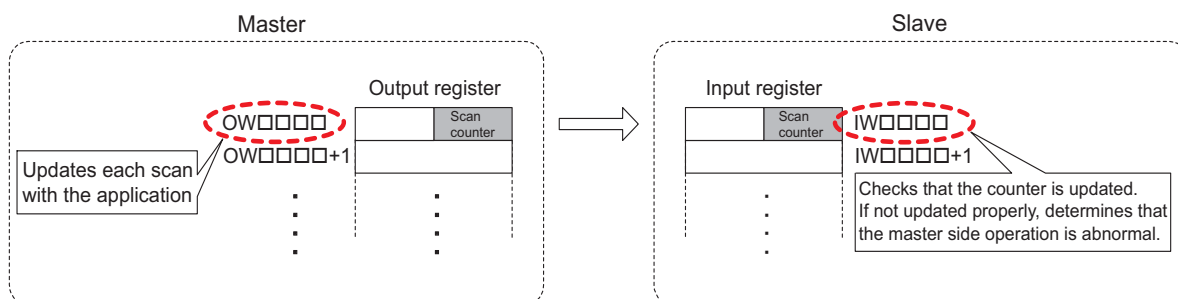 Master
Output register
OW□□□□
Scan
counter
OW□□□□+1
Updates each scan
with the application
Slave
Input register
Scan
counter
IW□□□□
IW□□□□+1
Checks that the counter is updated.
If not updated properly, determines that
the master side operation is abnormal.